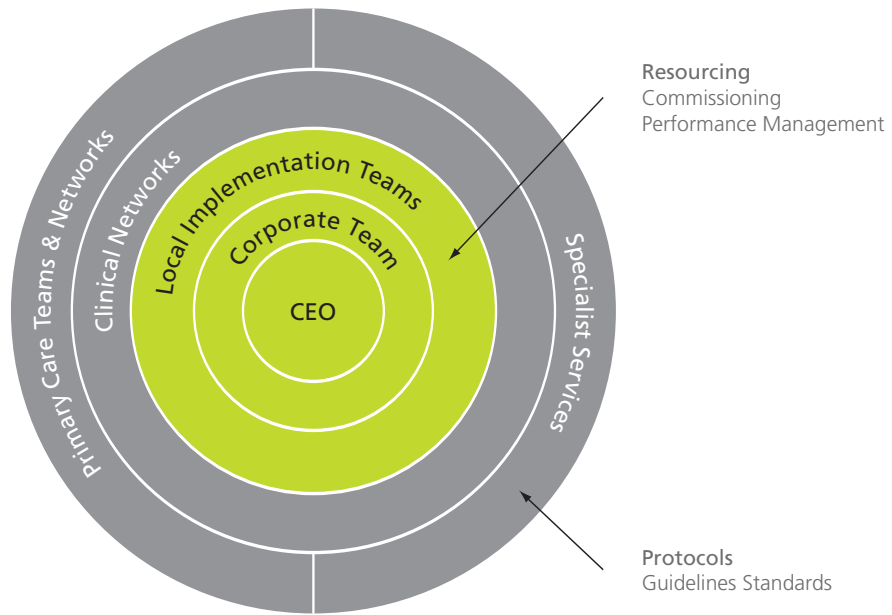 Resourcing
Commissioning
Performance Management
Primary Care Teams & Networks
Clinical Networks
Local Implementation Teams
Corporate Team
CEO
Specialist Services
Protocols
Guidelines Standards